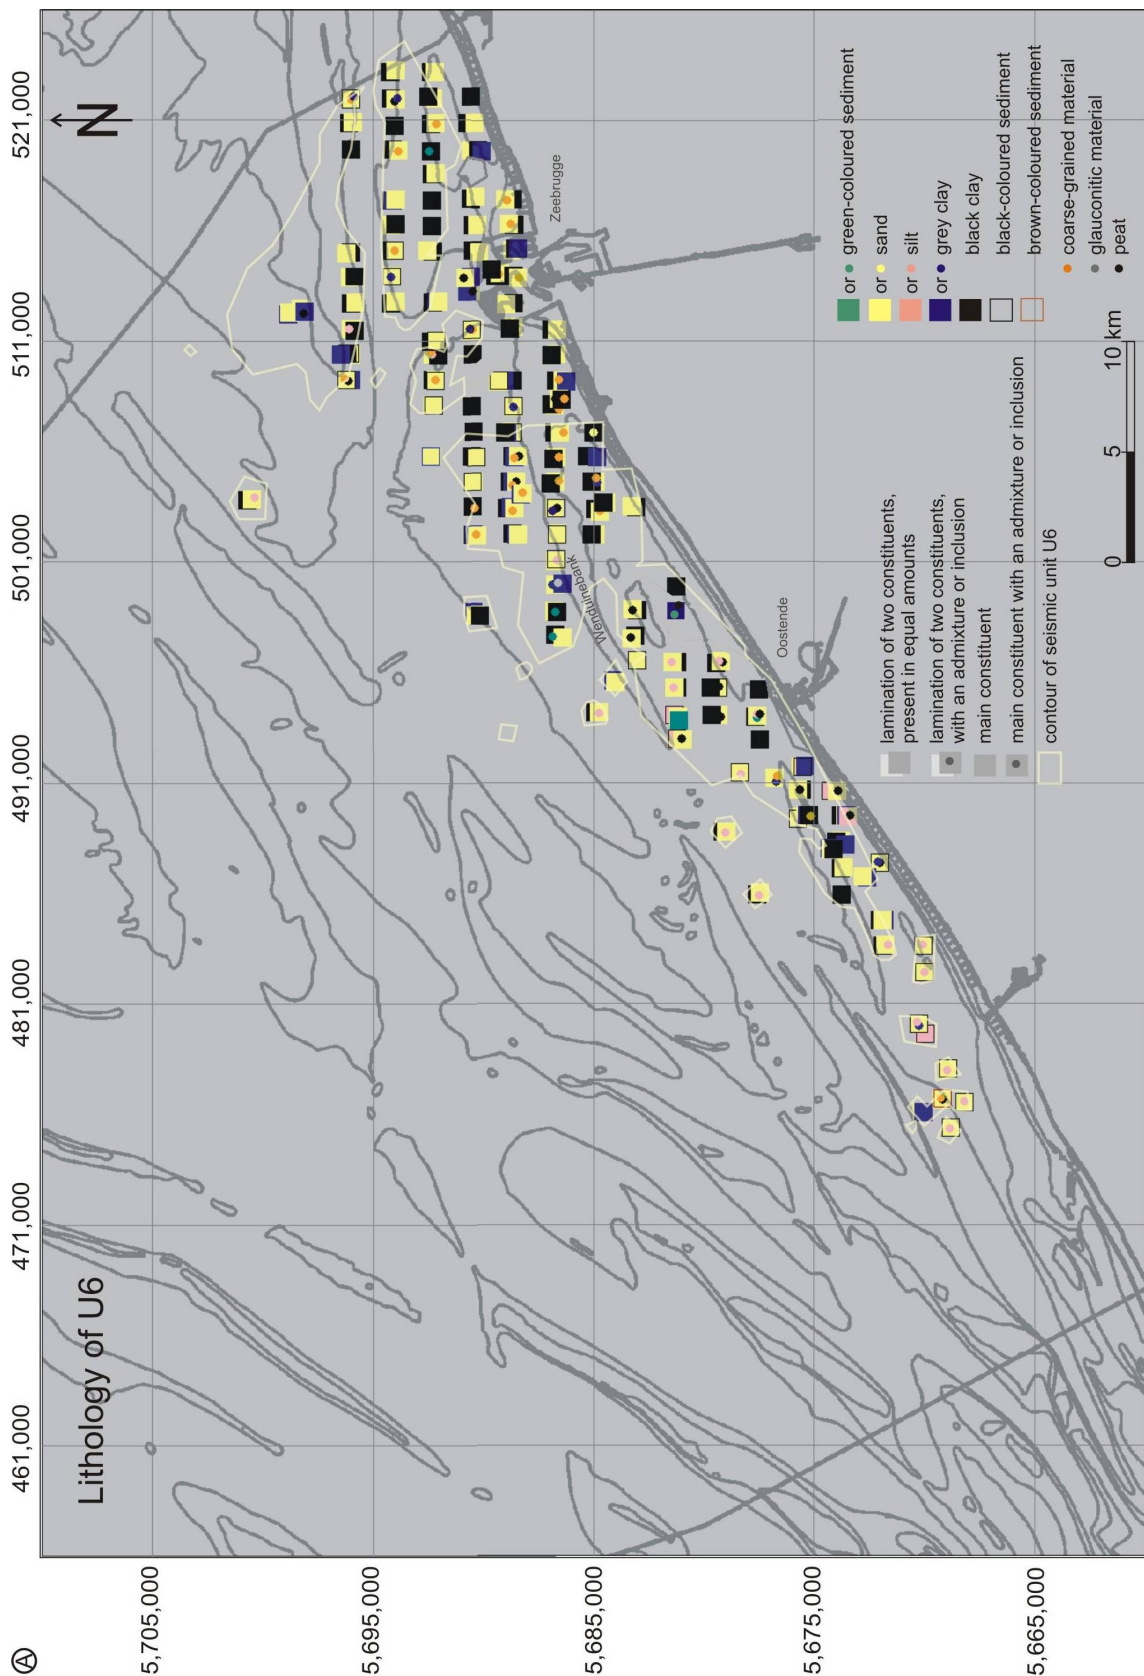 A
Lithology of U6
N
461,000
471,000
481,000
491,000
501,000
511,000
521,000
5,705,000
5,695,000
5,685,000
5,675,000
5,665,000
Zeebrugge
Wenduinebank
Oostende
lamination of two constituents,
present in equal amounts
lamination of two constituents,
with an admixture or inclusion
main constituent
main constituent with an admixture or inclusion
contour of seismic unit U6
or green-coloured sediment
or sand
or silt
or grey clay
black clay
black-coloured sediment
brown-coloured sediment
coarse-grained material
glauconitic material
peat
0 5 10 km